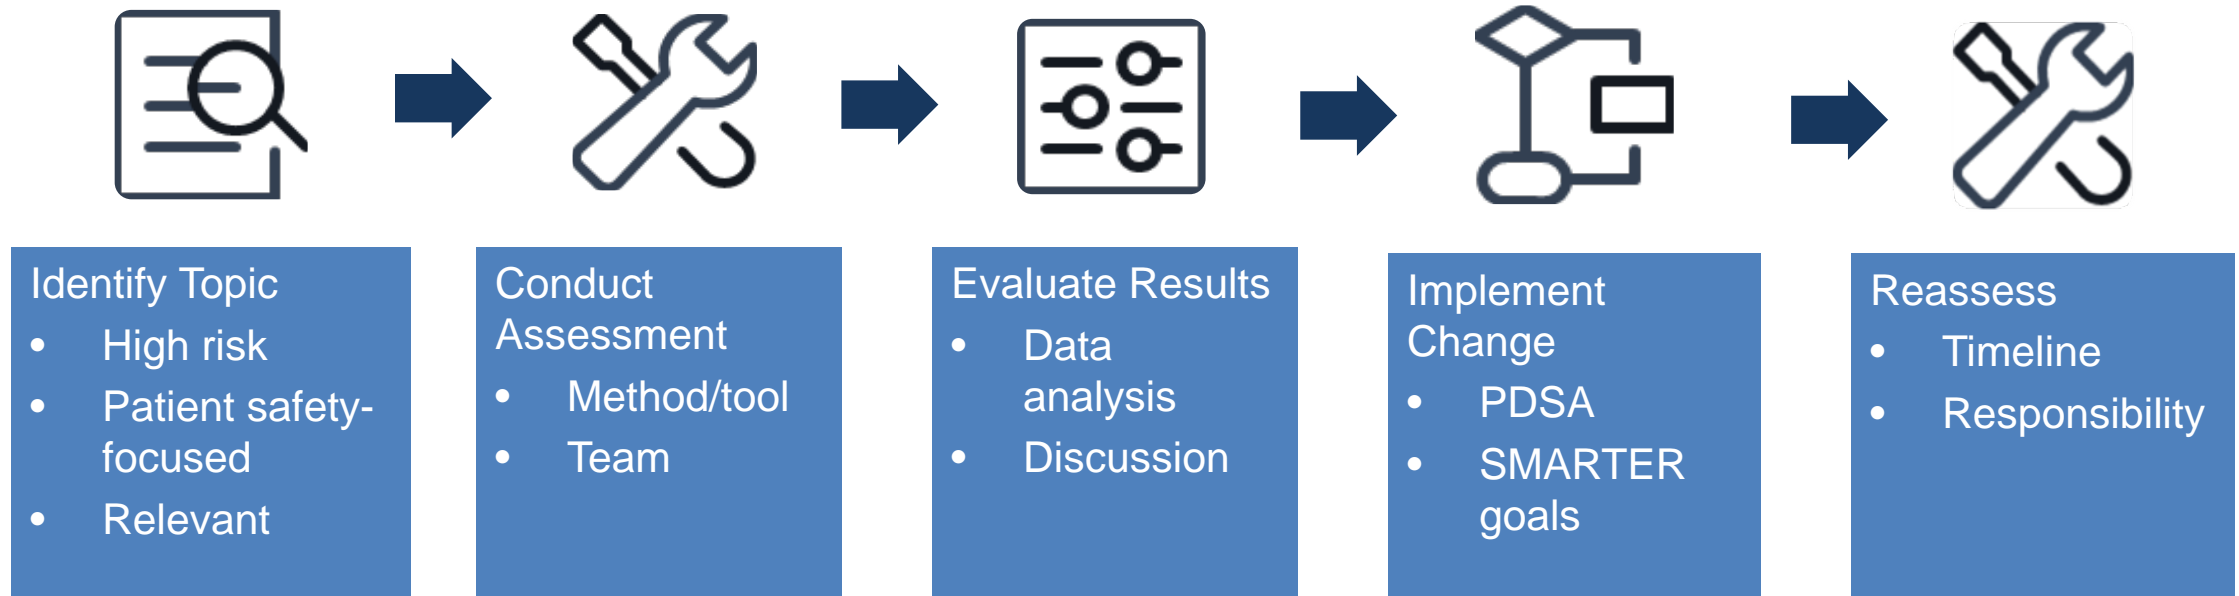 Identify Topic
• High risk
• Patient safety-
focused
• Relevant
Conduct
Assessment
• Method/tool
• Team
Evaluate Results
• Data
analysis
• Discussion
Implement
Change
• PDSA
• SMARTER
goals
Reassess
• Timeline
• Responsibility